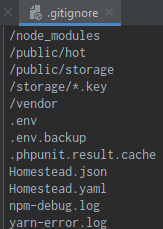 .gitignore
/node_modules
/public/hot
/public/storage
/storage/*.key
/vendor
.env
.env.backup
.phpunit.result.cache
Homestead.json
Homestead.yaml
npm-debug.log
yarn-error.log